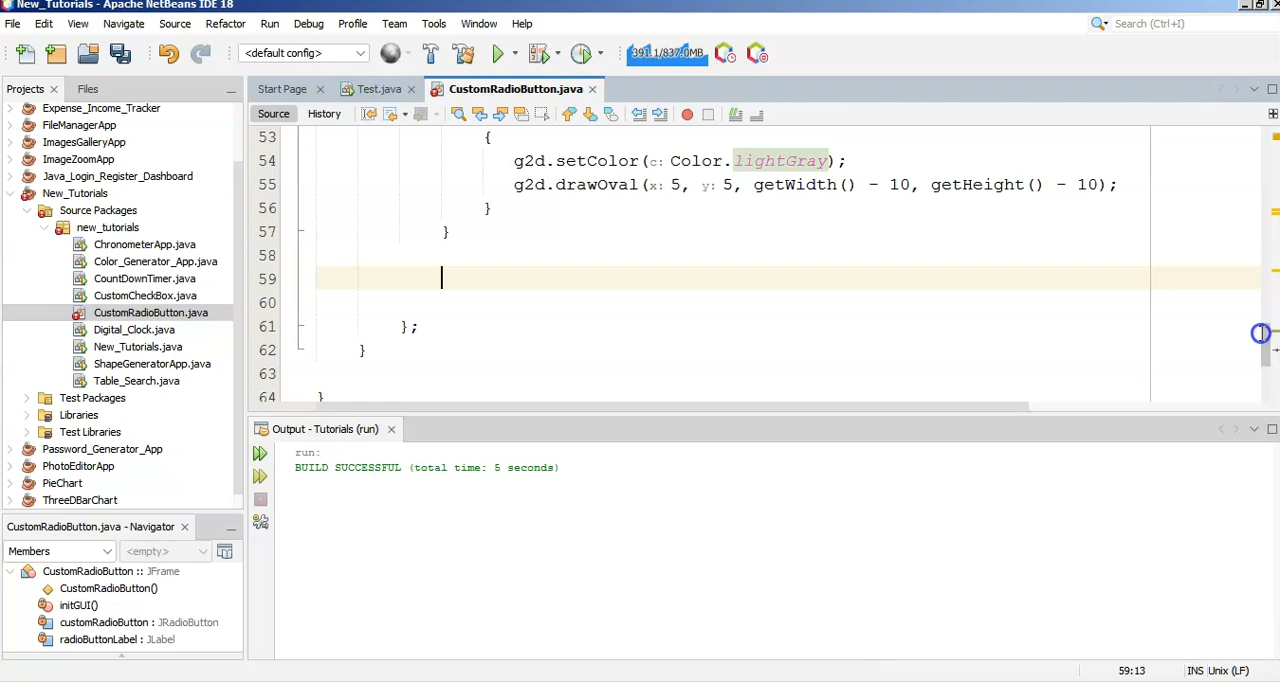 New_Tutorials - Apache NetBeans IDE 18
File Edit View Navigate Source Refactor Run Debug Profile Team Tools Window Help
Search (Ctrl+I)
<default config>
391.1/837.0MB
Projects
Files
Start Page
Test.java
CustomRadioButton.java
Source
History
Expense_Income_Tracker
FileManagerApp
ImagesGalleryApp
ImageZoomApp
Java_Login_Register_Dashboard
New_Tutorials
Source Packages
new_tutorials
ChronometerApp.java
Color_Generator_App.java
CountDownTimer.java
CustomCheckBox.java
CustomRadioButton.java
Digital_Clock.java
New_Tutorials.java
ShapeGeneratorApp.java
Table_Search.java
Test Packages
Libraries
Test Libraries
Password_Generator_App
PhotoEditorApp
PieChart
ThreeDBarChart
53 {
54 g2d.setColor(c: Color.lightGray);
55 g2d.drawOval(x: 5, y: 5, getWidth() - 10, getHeight() - 10);
56 }
57 }
58
59
60
61 };
62 }
63
64 }
Output - Tutorials (run)
run:
BUILD SUCCESSFUL (total time: 5 seconds)
CustomRadioButton.java - Navigator
Members
<empty>
CustomRadioButton :: JFrame
CustomRadioButton()
initGUI()
customRadioButton : JRadioButton
radioButtonLabel : JLabel
59:13
INS
Unix (LF)